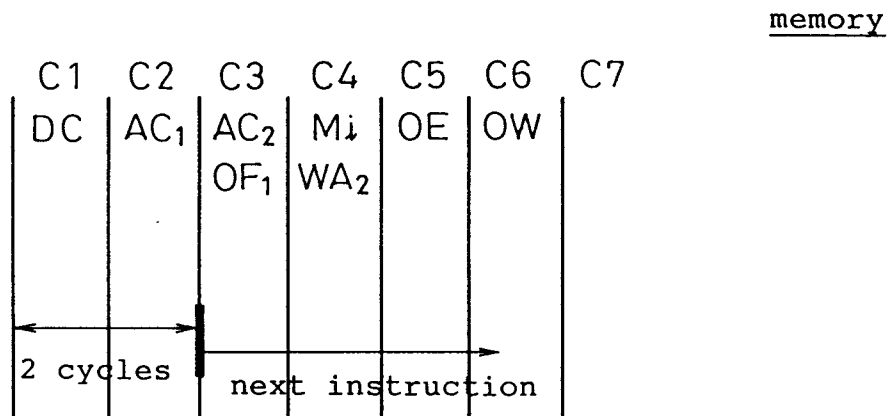 memory
C1 C2 C3 C4 C5 C6 C7
DC AC₁ AC₂ Mi OE OW
OF₁ WA₂
2 cycles
next instruction